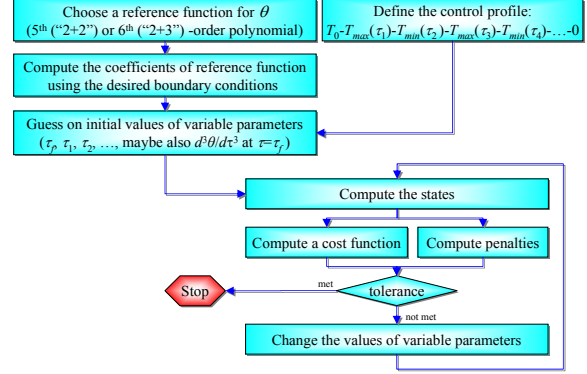 Choose a reference function for θ
(5th (“2+2”) or 6th (“2+3”) -order polynomial)
Define the control profile:
T0-Tmax(τ1)-Tmin(τ2)-Tmax(τ3)-Tmin(τ4)-…-0
Compute the coefficients of reference function
using the desired boundary conditions
Guess on initial values of variable parameters
(τf, τ1, τ2, …, maybe also d³θ/dτ³ at τ=τf)
Compute the states
Compute a cost function
Compute penalties
Stop
met
tolerance
not met
Change the values of variable parameters